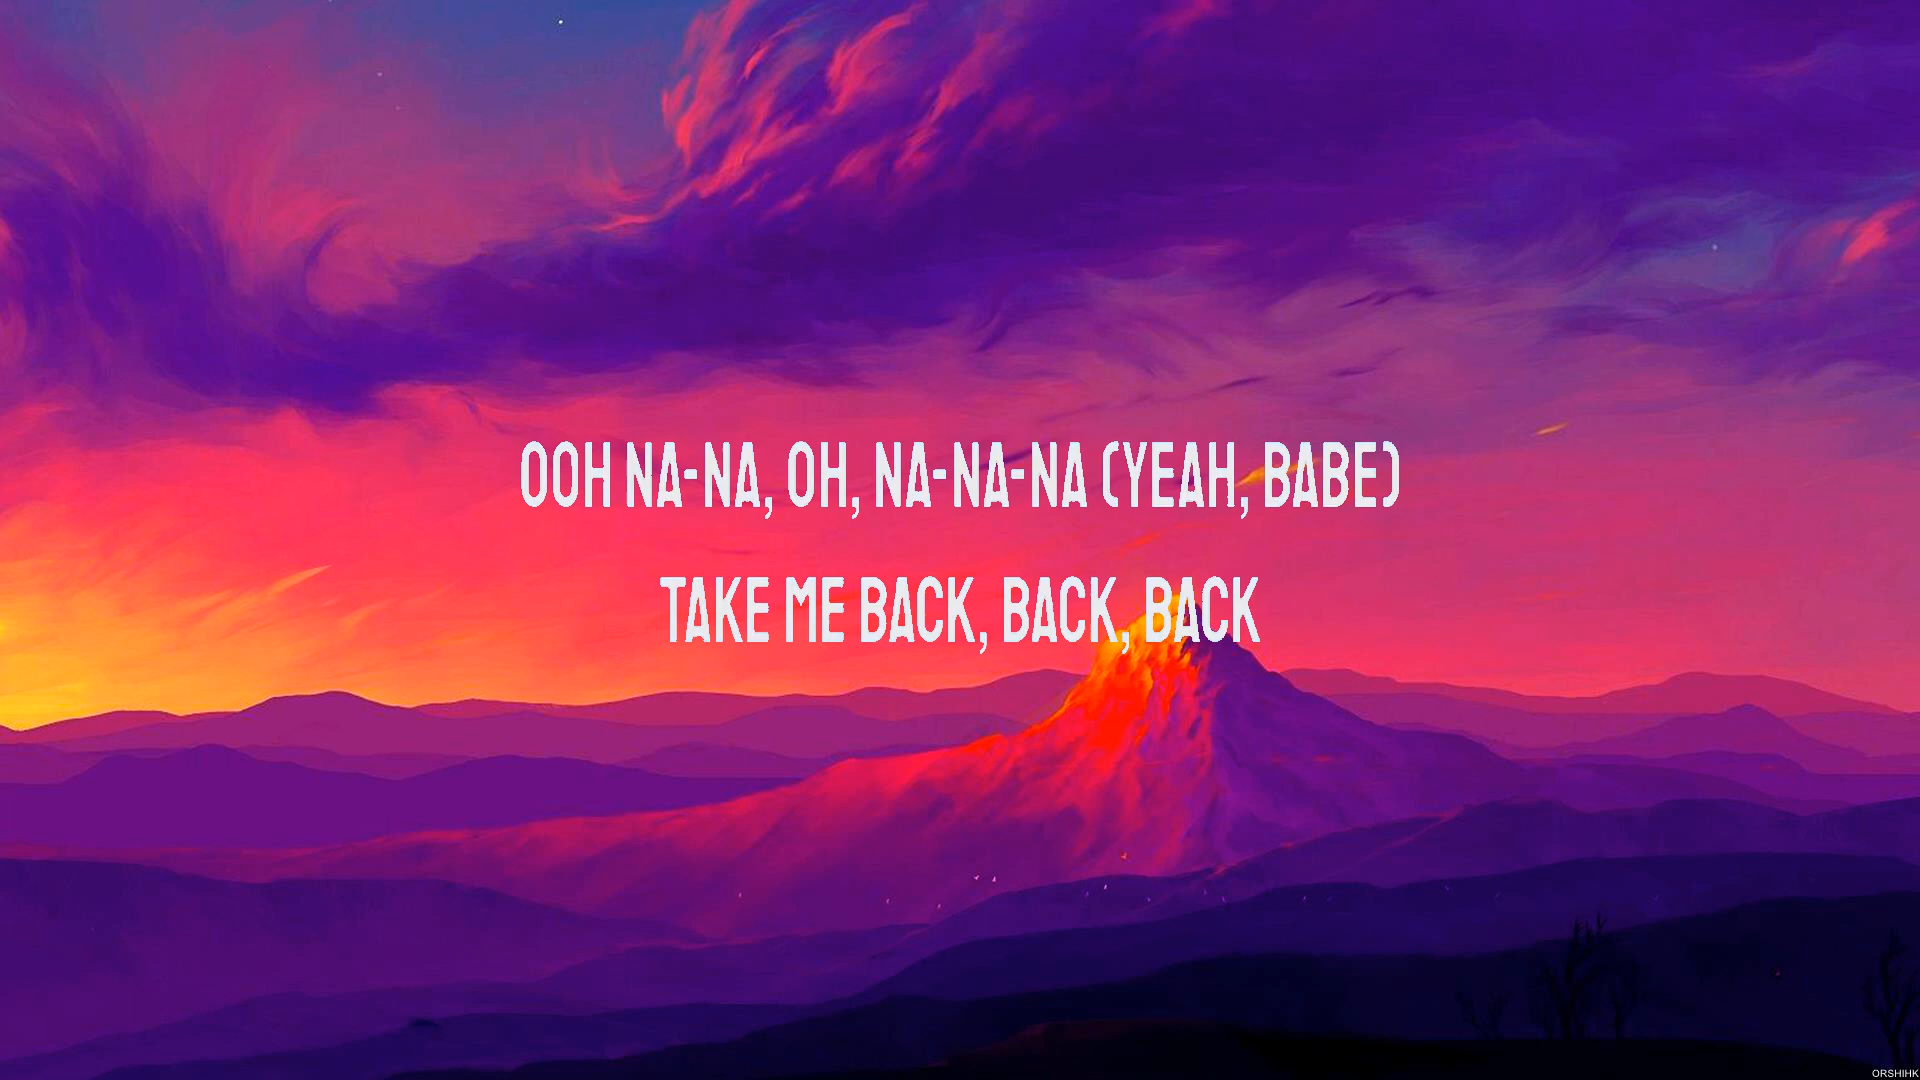 OOH NA-NA, OH, NA-NA-NA (YEAH, BABE)
TAKE ME BACK, BACK, BACK
ORSHIHK